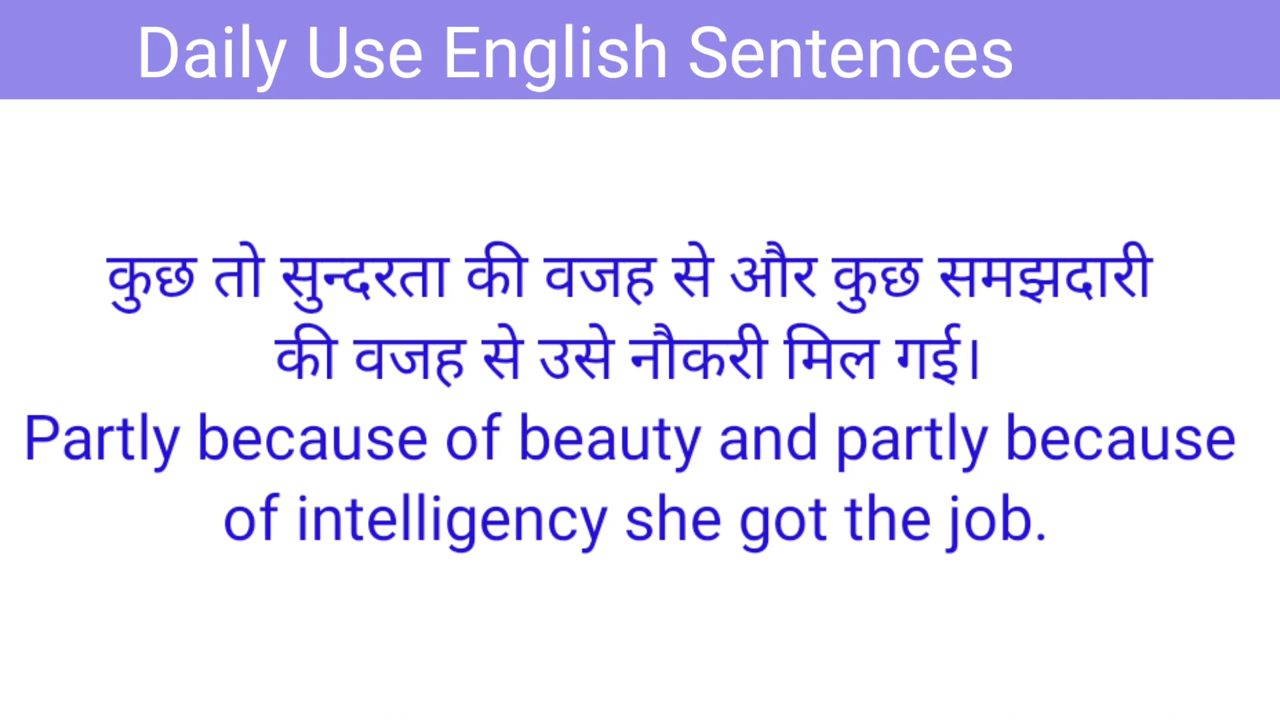 Daily Use English Sentences
कुछ तो सुन्दरता की वजह से और कुछ समझदारी
की वजह से उसे नौकरी मिल गई।
Partly because of beauty and partly because
of intelligency she got the job.